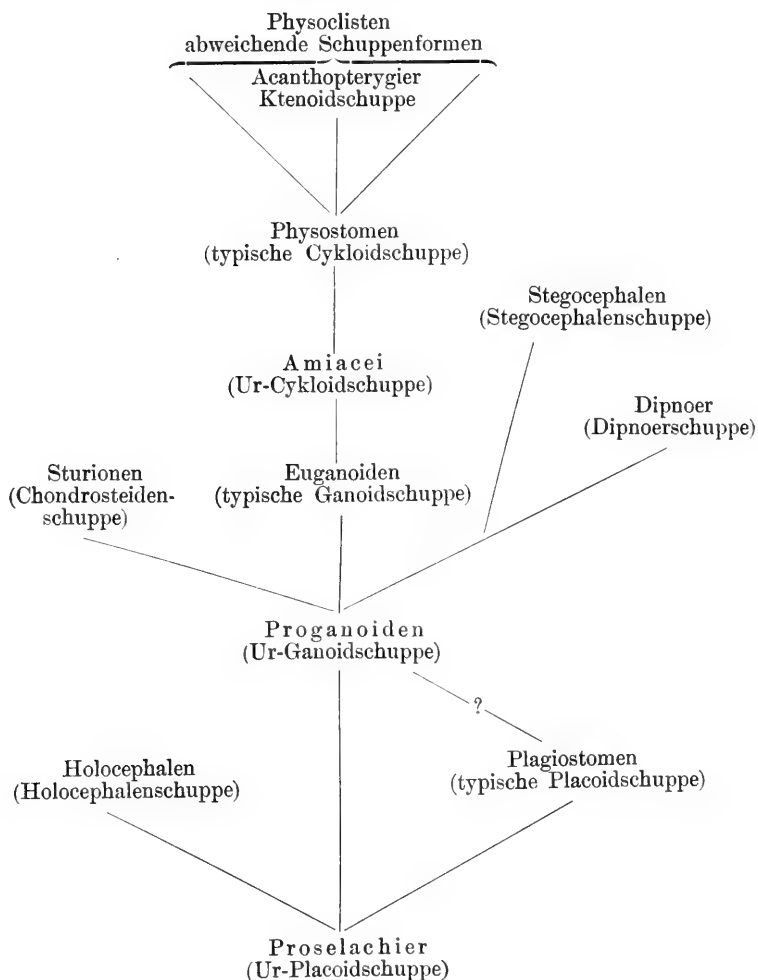 Physoclisten
abweichende Schuppenformen
Acanthopterygier
Ktenoidschuppe
Physostomen
(typische Cykloidschuppe)
Stegocephalen
(Stegocephalenschuppe)
Amiacei
(Ur-Cykloidschuppe)
Dipnoer
(Dipnoerschuppe)
Sturionen
(Chondrosteiden-
schuppe)
Euganoiden
(typische Ganoidschuppe)
Proganoiden
(Ur-Ganoidschuppe)
?
Holocephalen
(Holocephalenschuppe)
Plagiostomen
(typische Placoidschuppe)
Proselachier
(Ur-Placoidschuppe)